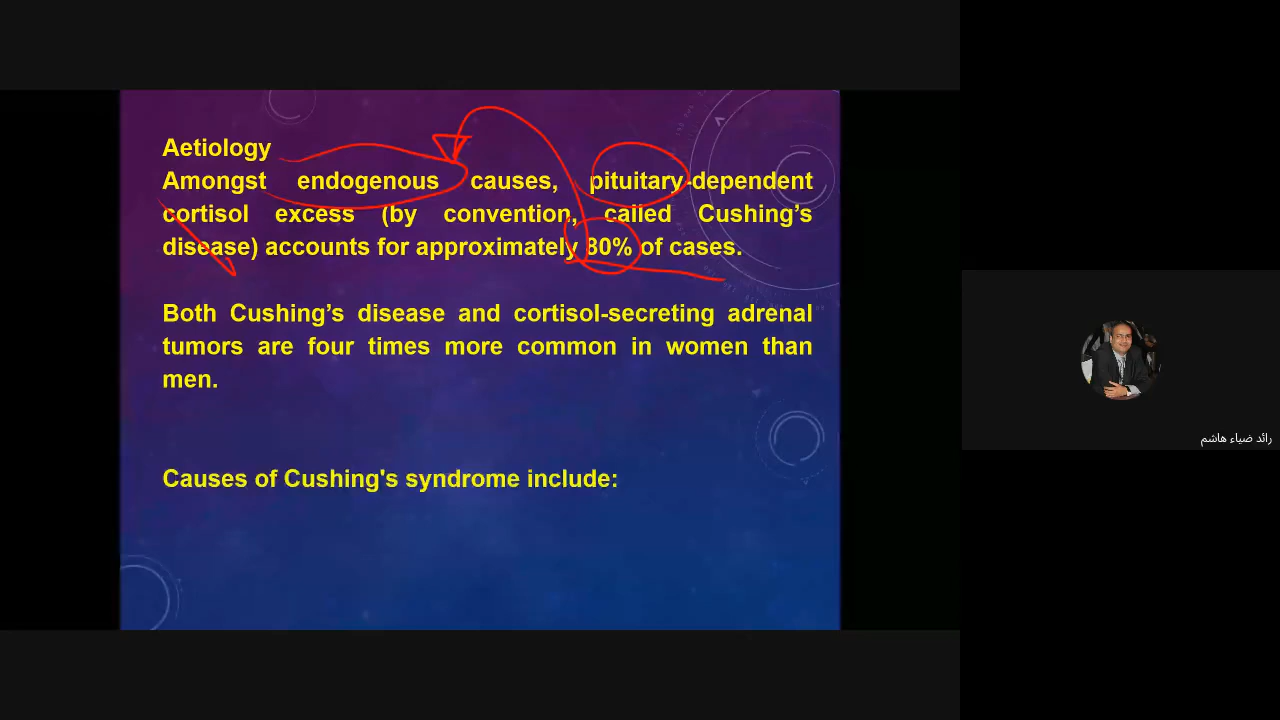 Aetiology
Amongst endogenous causes, pituitary-dependent
cortisol excess (by convention, called Cushing’s
disease) accounts for approximately 80% of cases.
Both Cushing’s disease and cortisol-secreting adrenal
tumors are four times more common in women than
men.
Causes of Cushing's syndrome include:
رائد ضياء هاشم